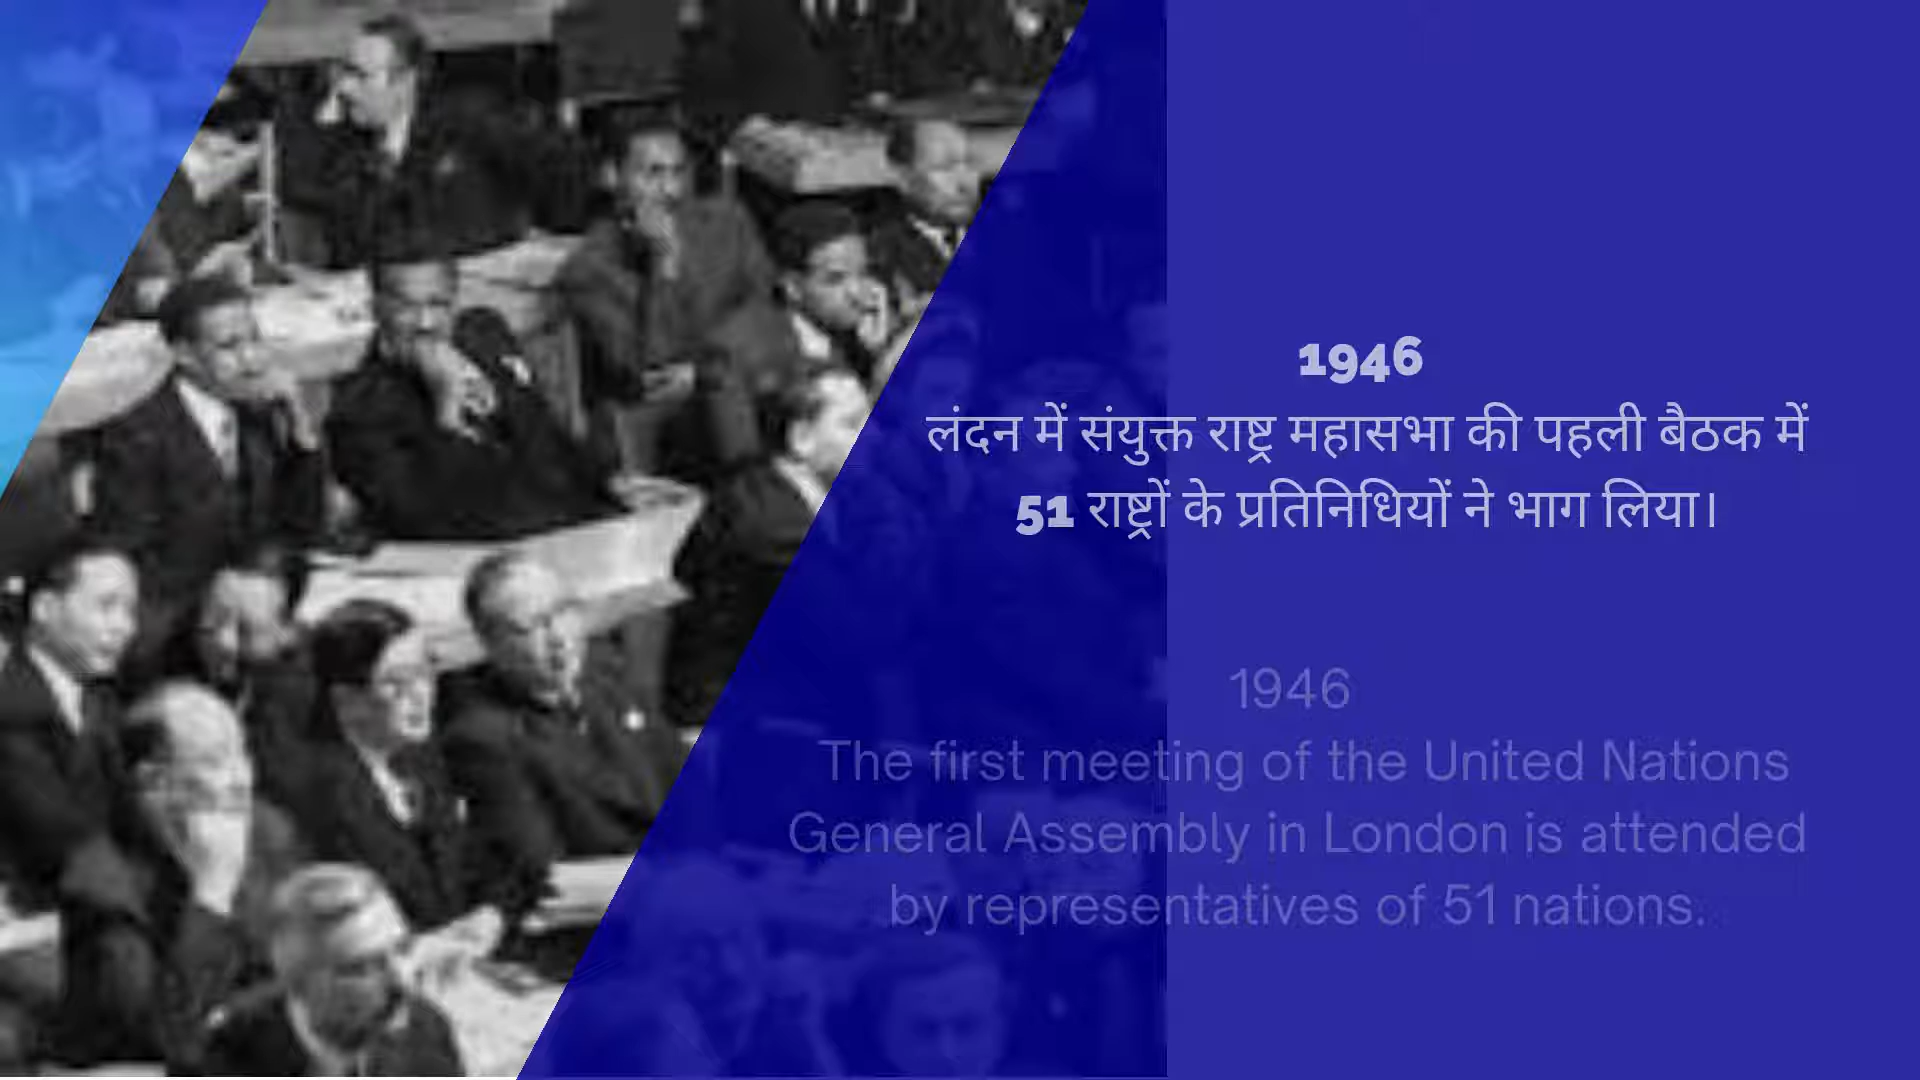 1946
लंदन में संयुक्त राष्ट्र महासभा की पहली बैठक में
51 राष्ट्रों के प्रतिनिधियों ने भाग लिया।
1946
The first meeting of the United Nations
General Assembly in London is attended
by representatives of 51 nations.